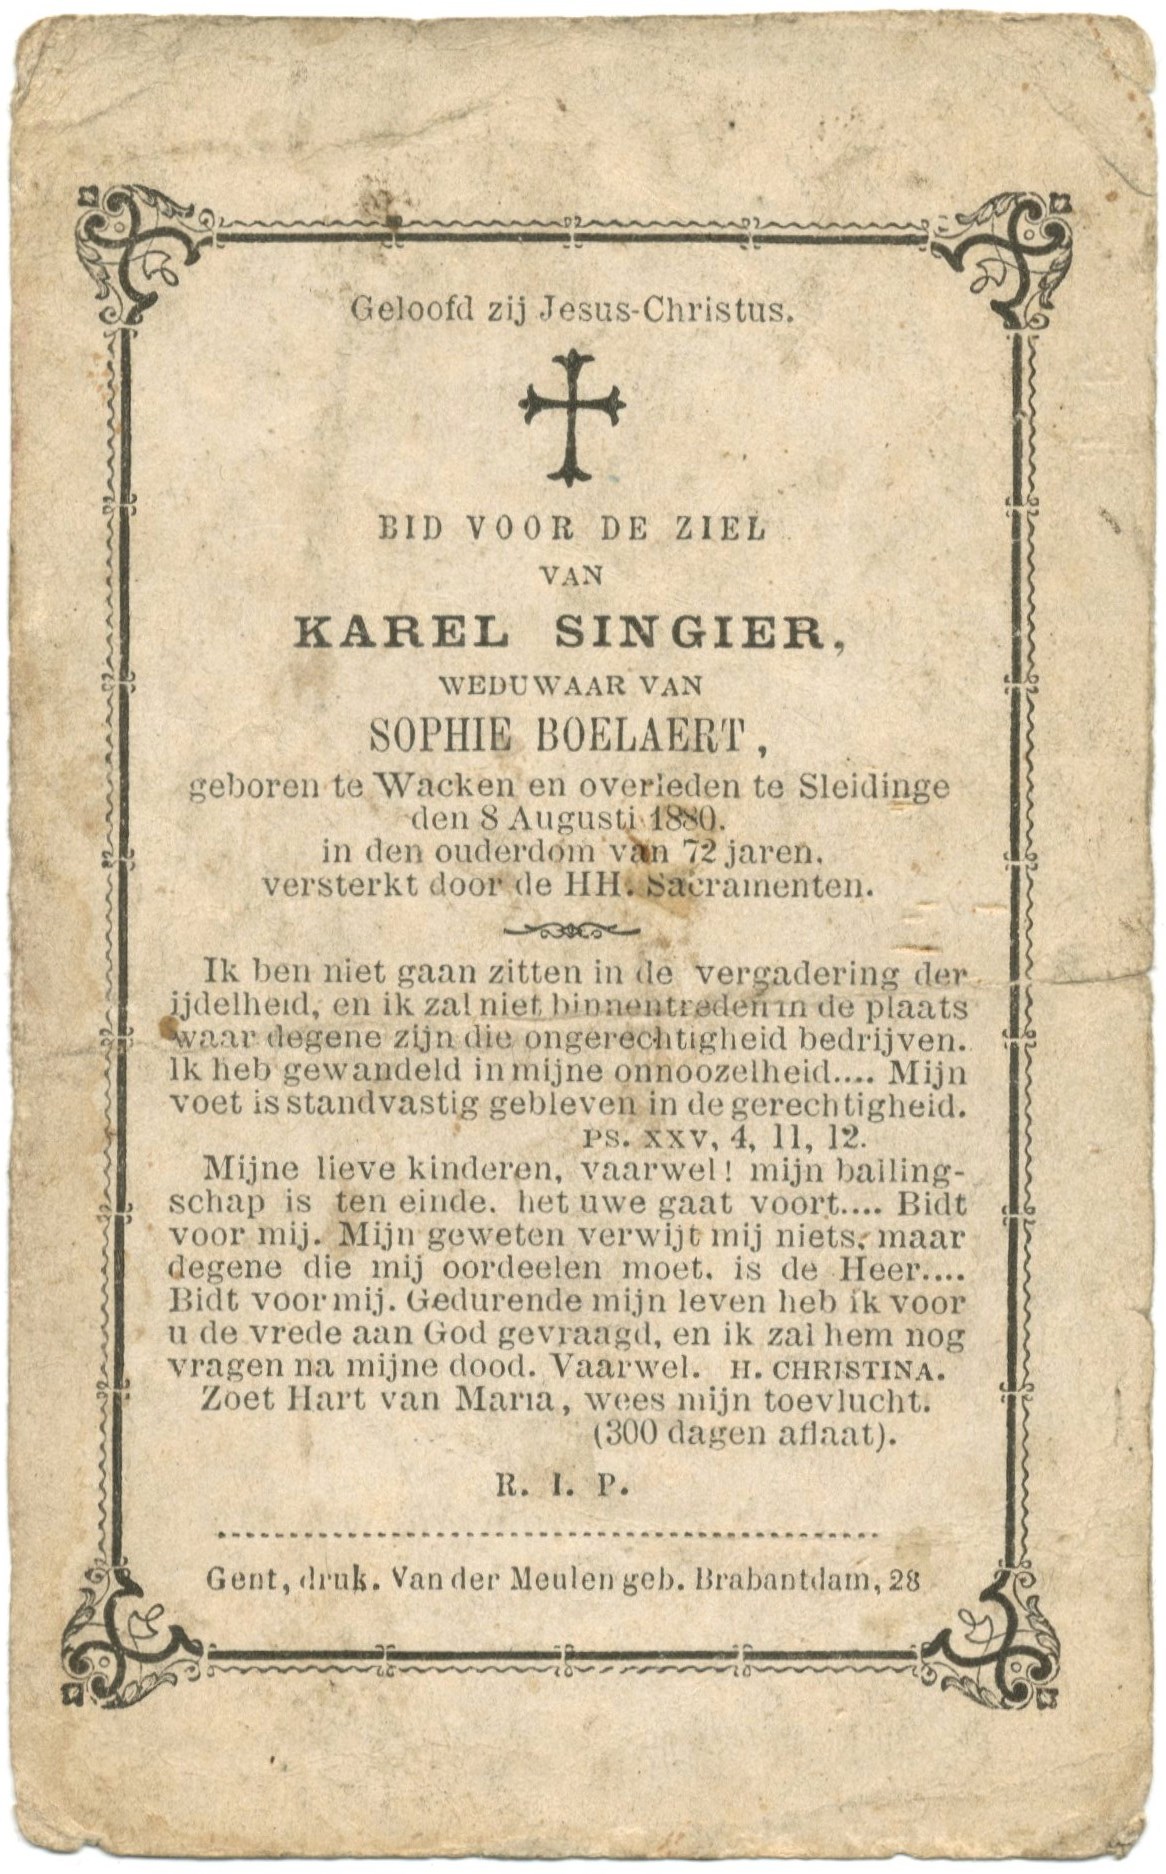 Geloofd zij Jesus-Christus.
BID VOOR DE ZIEL
VAN
KAREL SINGIER,
WEDUWAAR VAN
SOPHIE BOELAERT,
geboren te Wacken en overleden te Sleidinge
den 8 Augusti 1880.
in den ouderdom van 72 jaren.
versterkt door de HH. Sacramenten.
Ik ben niet gaan zitten in de vergadering der
ijdelheid, en ik zal niet binnentreden in de plaats
waar degene zijn die ongerechtigheid bedrijven.
Ik heb gewandeld in mijne onnoozelheid.... Mijn
voet is standvastig gebleven in de gerechtigheid.
PS. XXV, 4, 11, 12.
Mijne lieve kinderen, vaarwel! mijn balling-
schap is ten einde. het uwe gaat voort.... Bidt
voor mij. Mijn geweten verwijt mij niets, maar
degene die mij oordeelen moet. is de Heer....
Bidt voor mij. Gedurende mijn leven heb ik voor
u de vrede aan God gevraagd, en ik zal hem nog
vragen na mijne dood. Vaarwel. H. CHRISTINA.
Zoet Hart van Maria, wees mijn toevlucht.
(300 dagen aflaat).
R. I. P.
Gent, druk. Van der Meulen geb. Brabantdam, 28